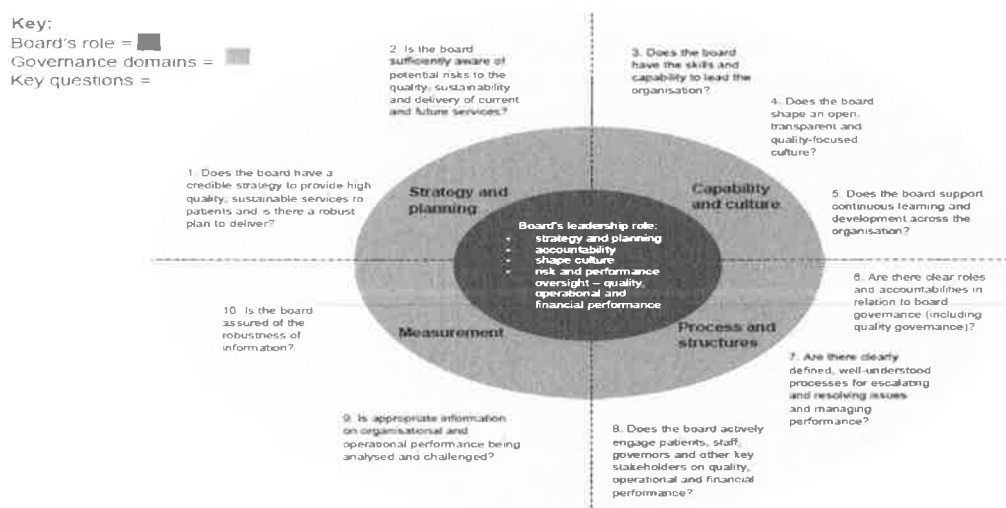 Key:
Board's role =
Governance domains =
Key questions =
2. Is the board
sufficiently aware of
potential risks to the
quality, sustainability
and delivery of current
and future services?
3. Does the board
have the skills and
capability to lead the
organisation?
4. Does the board
shape an open,
transparent and
quality-focused
culture?
1. Does the board have a
credible strategy to provide high
quality, sustainable services to
patients and is there a robust
plan to deliver?
Strategy and
planning
Capability
and culture
5. Does the board support
continuous learning and
development across the
organisation?
Board's leadership role:
• strategy and planning
• accountability
• shape culture
• risk and performance
oversight – quality,
operational and
financial performance
6. Are there clear roles
and accountabilities in
relation to board
governance (including
quality governance)?
10. Is the board
assured of the
robustness of
information?
Measurement
Process and
structures
7. Are there clearly
defined, well-understood
processes for escalating
and resolving issues
and managing
performance?
9. Is appropriate information
on organisational and
operational performance being
analysed and challenged?
8. Does the board actively
engage patients, staff,
governors and other key
stakeholders on quality,
operational and financial
performance?